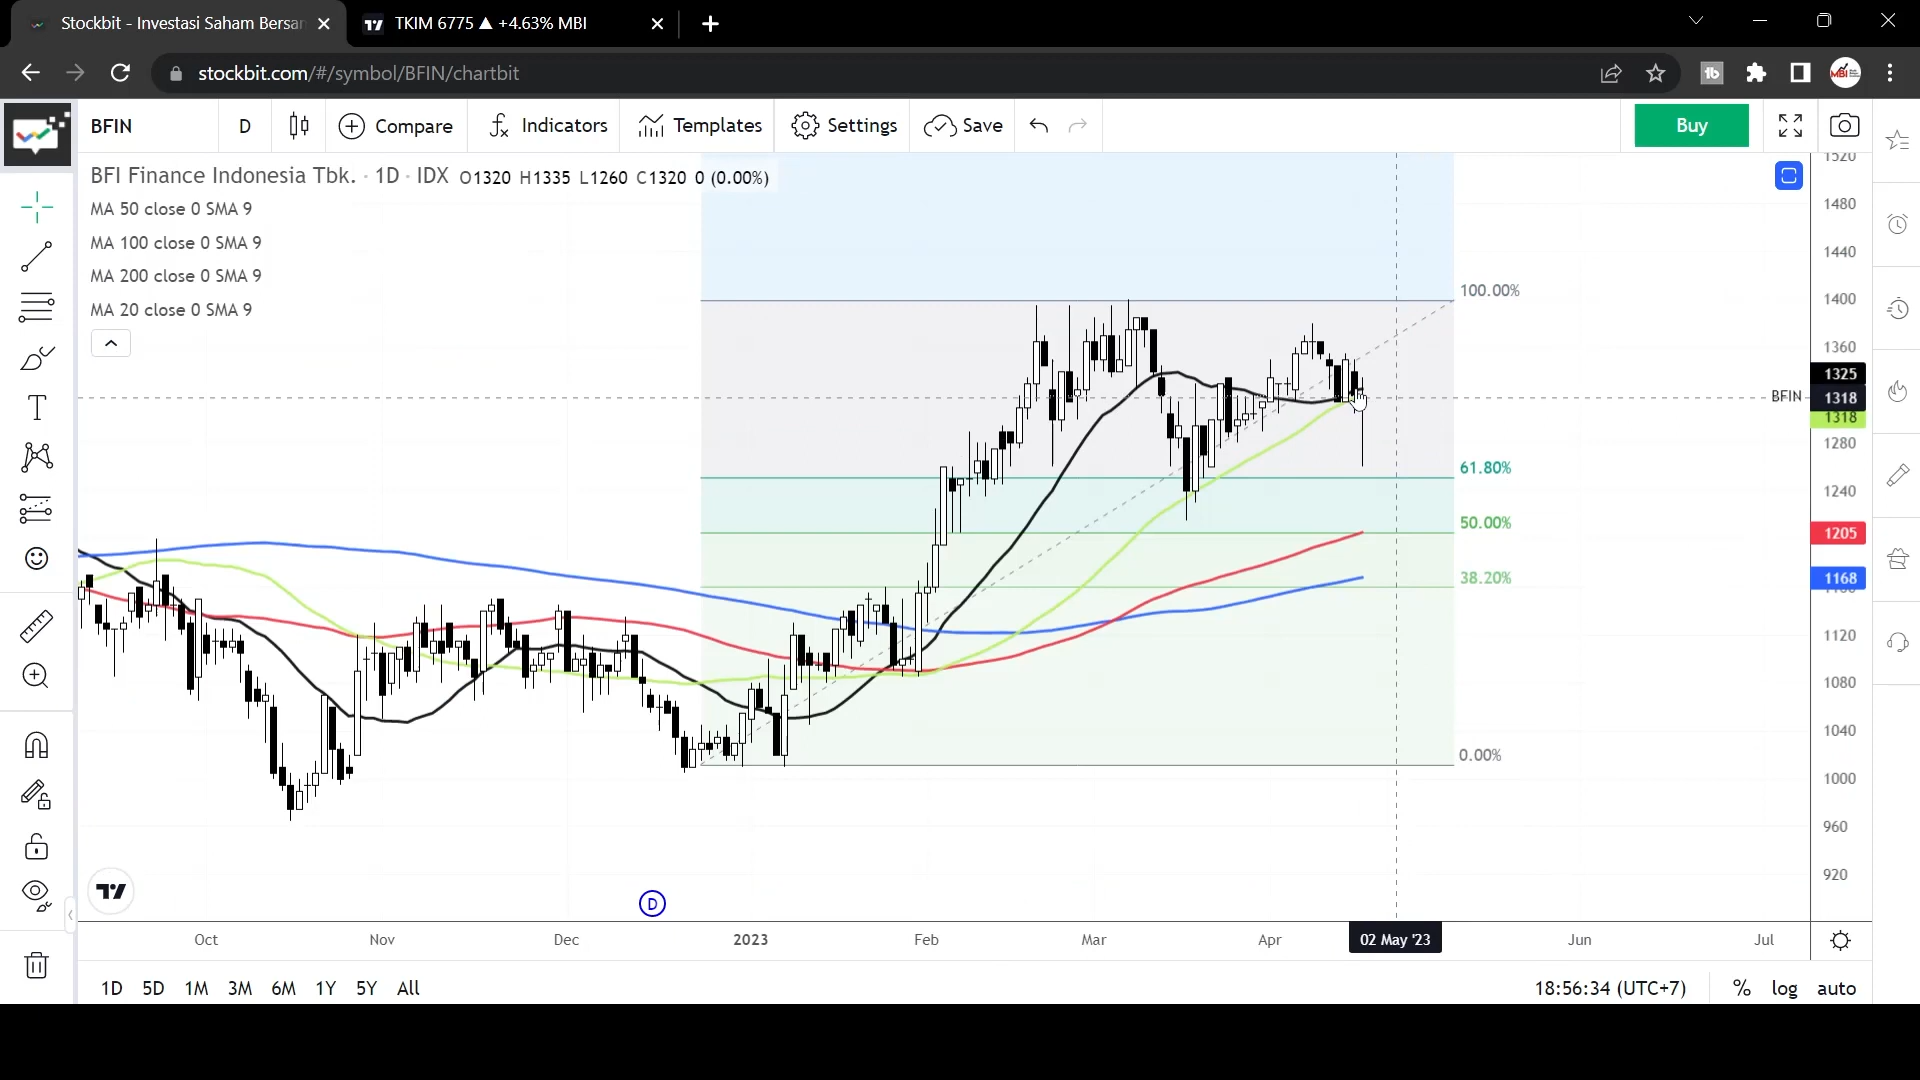 Stockbit - Investasi Saham Bersar
TKIM 6775 ▲ +4.63% MBI
stockbit.com/#/symbol/BFIN/chartbit
BFIN
D
Compare
Indicators
Templates
Settings
Save
Buy
BFI Finance Indonesia Tbk. · 1D · IDX O1320 H1335 L1260 C1320 0 (0.00%)
MA 50 close 0 SMA 9
MA 100 close 0 SMA 9
MA 200 close 0 SMA 9
MA 20 close 0 SMA 9
1520
1480
1440
1400
1360
1325
BFIN
1318
1318
1280
1240
1205
1168
1120
1080
1040
1000
960
920
100.00%
61.80%
50.00%
38.20%
0.00%
D
Oct
Nov
Dec
2023
Feb
Mar
Apr
02 May '23
Jun
Jul
1D 5D 1M 3M 6M 1Y 5Y All
18:56:34 (UTC+7)
% log auto